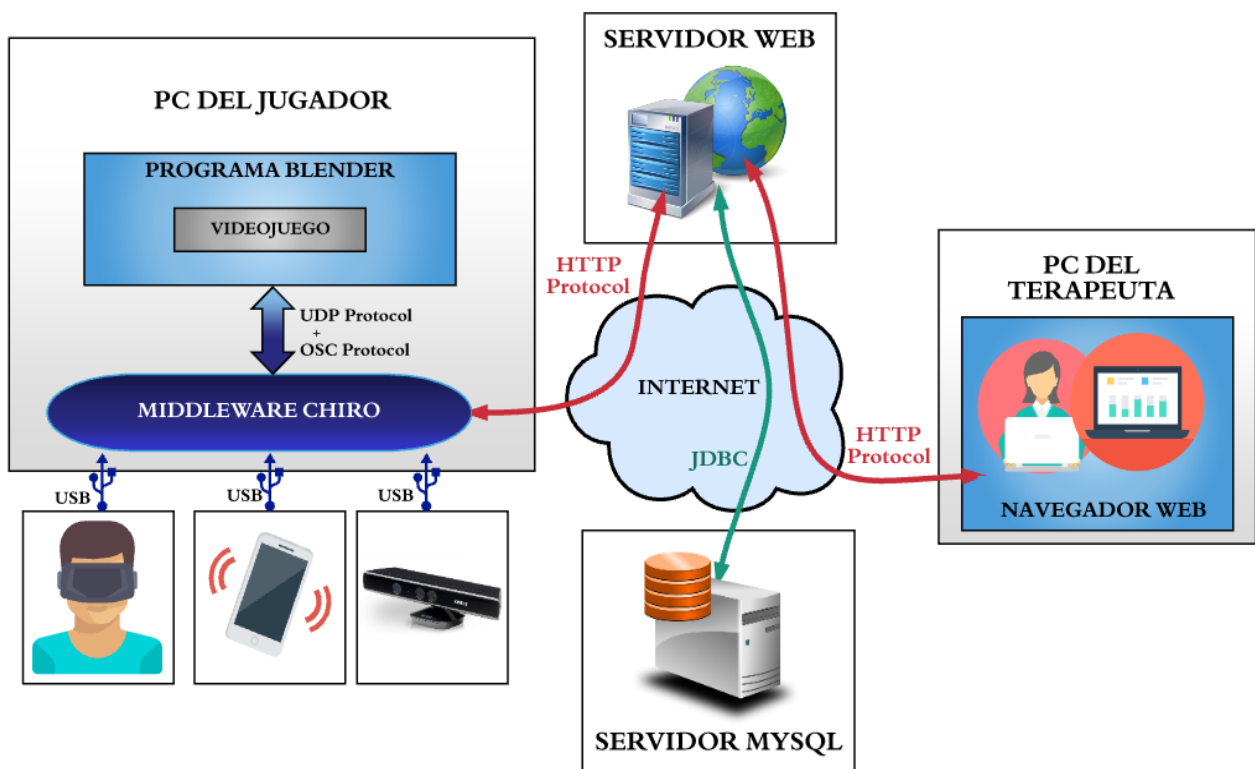 PC DEL JUGADOR
PROGRAMA BLENDER
VIDEOJUEGO
UDP Protocol
+
OSC Protocol
MIDDLEWARE CHIRO
USB
USB
USB
SERVIDOR WEB
HTTP
Protocol
INTERNET
JDBC
HTTP
Protocol
SERVIDOR MYSQL
PC DEL
TERAPEUTA
NAVEGADOR WEB